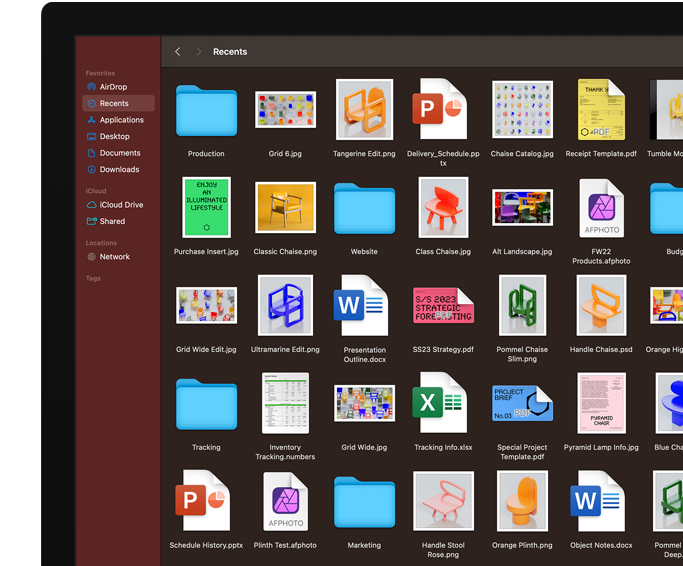 Recents
Favorites
AirDrop
Recents
Applications
Desktop
Documents
Downloads
iCloud
iCloud Drive
Shared
Locations
Network
Tags
P
THANK Y
PDF
Production
Grid 6.jpg
Tangerine Edit.png
Delivery_Schedule.pp
tx
Chaise Catalog.jpg
Receipt Template.pdf
Tumble Mo
ENJOY
AN
ILLUMINATED
LIFESTYLE
AFPHOTO
Purchase Insert.jpg
Classic Chaise.png
Website
Class Chaise.jpg
Alt Landscape.jpg
FW22
Products.afphoto
Budg
W
S/S 2023
STRATEGIC
FORECASTING
Grid Wide Edit.jpg
Ultramarine Edit.png
Presentation
Outline.docx
SS23 Strategy.pdf
Pommel Chaise
Slim.png
Handle Chaise.psd
Orange Hig
X
PROJECT
BRIEF
No.03
PDF
PYRAMID
CHAIR
Tracking
Inventory
Tracking.numbers
Grid Wide.jpg
Tracking Info.xlsx
Special Project
Template.pdf
Pyramid Lamp Info.jpg
Blue Cha
P
AFPHOTO
W
Schedule History.pptx
Plinth Test.afphoto
Marketing
Handle Stool
Rose.png
Orange Plinth.png
Object Notes.docx
Pommel
Deep.